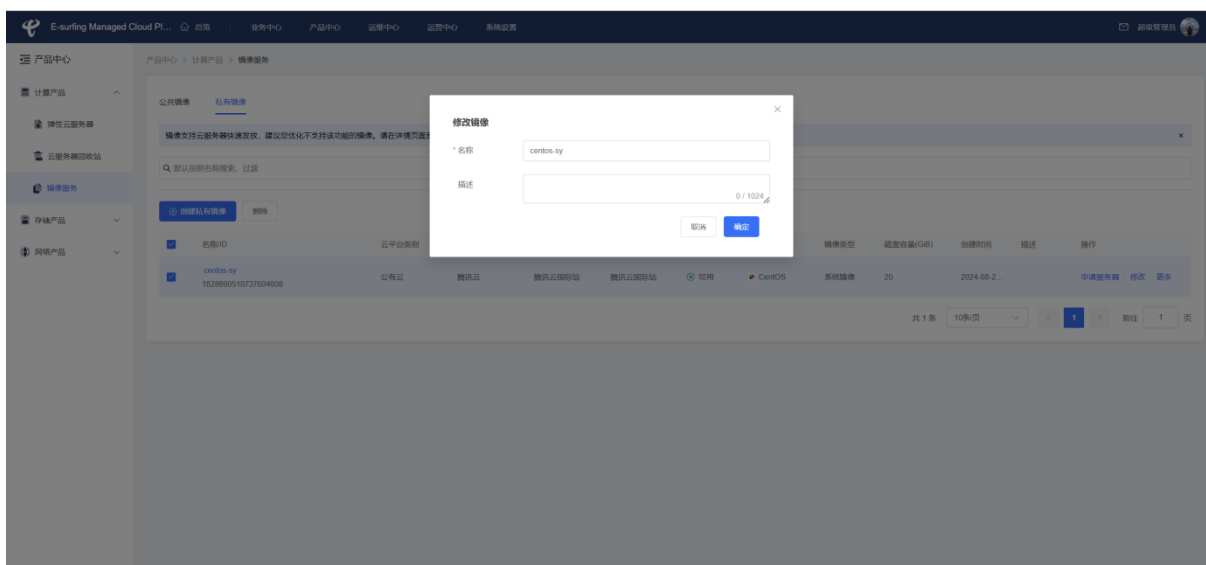 E-surfing Managed Cloud Pl... 总览 业务中心 产品中心 运维中心 运营中心 系统设置 超级管理员
产品中心
产品中心 > 计算产品 > 镜像服务
计算产品
弹性云服务器
云服务器回收站
镜像服务
存储产品
网络产品
公共镜像 私有镜像
镜像支持云服务器快速发放，建议您优化不支持该功能的镜像。请在详情页面
默认按照名称搜索、过滤
创建私有镜像 删除
名称/ID 云平台类别 镜像类型 磁盘容量(GiB) 创建时间 描述 操作
centos-sy
1828690510737604608
公有云 腾讯云 腾讯云国际站 腾讯云国际站 可用 CentOS 系统镜像 20 2024-08-2... 申请服务器 修改 更多
共 1 条 10条/页 < 1 > 前往 1 页
修改镜像
* 名称 centos-sy
描述
0 / 1024
取消 确定